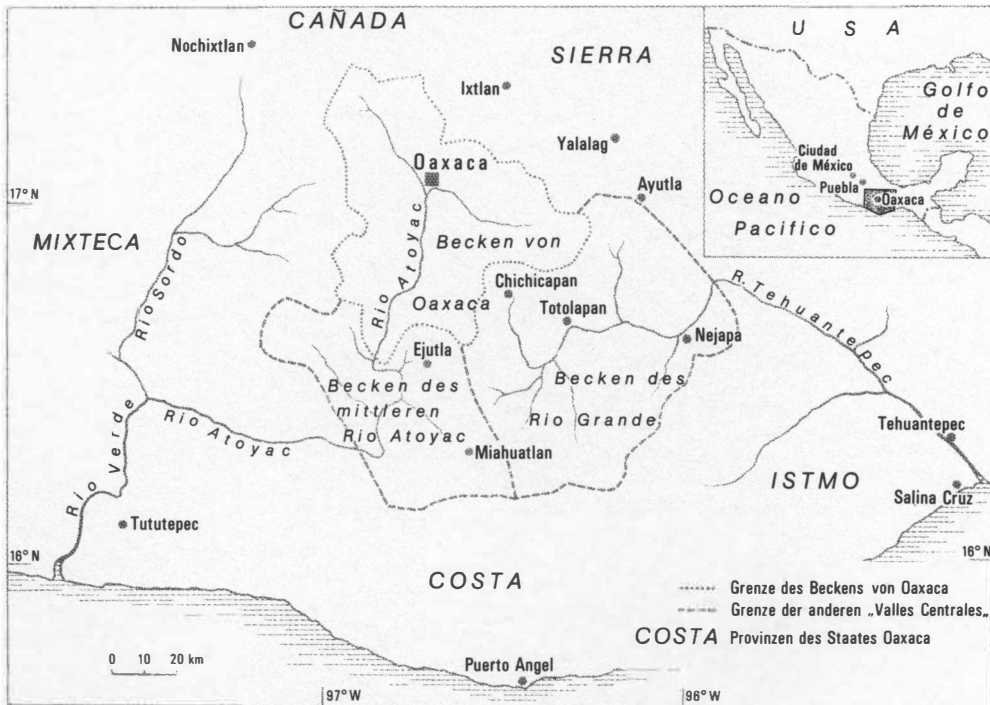 CAÑADA
Nochixtlan
SIERRA
Ixtlan
Yalalag
Oaxaca
Ayutla
17° N
MIXTECA
Becken von
Oaxaca
Rio Atoyac
Rio Sordo
Chichicapan
Totolapan
R. Tehuantepec
Nejapa
Ejutla
Becken des
mittleren
Rio Atoyac
Becken des
Rio Grande
Rio Atoyac
Rio Verde
Miahuatlan
Tehuantepec
ISTMO
Salina Cruz
Tututepec
16° N
16° N
COSTA
Puerto Angel
0 10 20 km
97° W
96° W
USA
Golfo
de
México
Ciudad
de México
Puebla
Oaxaca
Oceano
Pacifico
Grenze des Beckens von Oaxaca
Grenze der anderen „Valles Centrales„
COSTA Provinzen des Staates Oaxaca